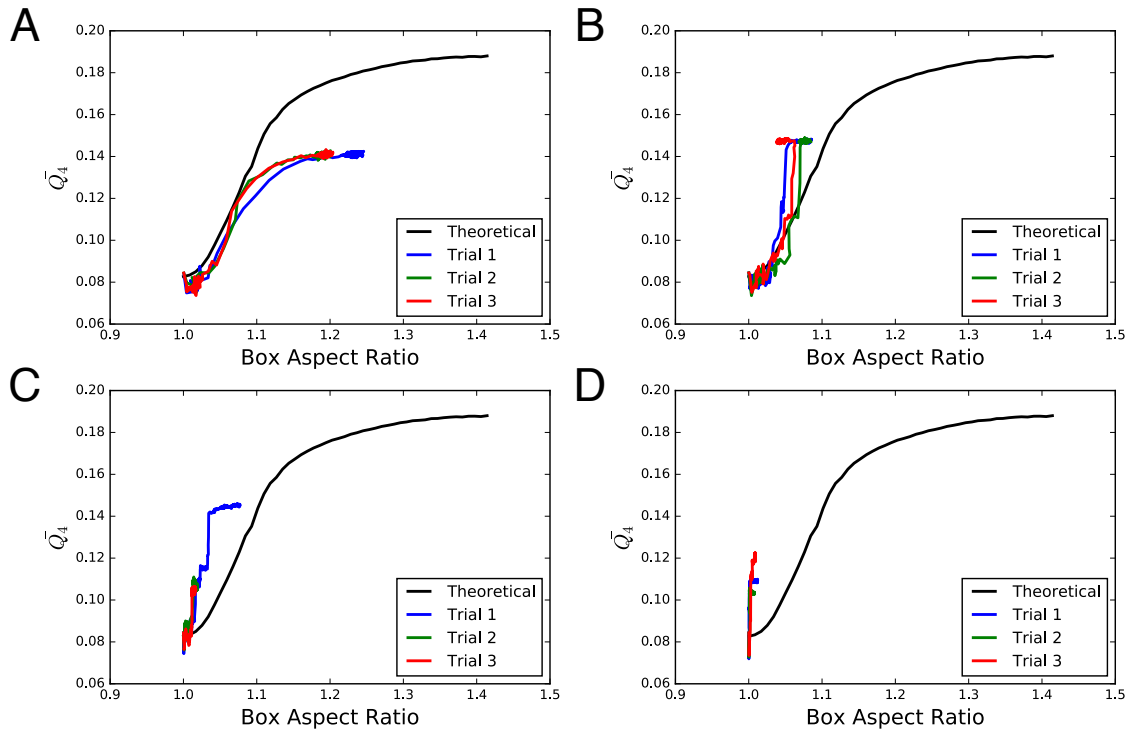 A
0.20
0.18
0.16
0.14
0.12
0.10
0.08
0.06
0.9 1.0 1.1 1.2 1.3 1.4 1.5
Q̄₄
Box Aspect Ratio
Theoretical
Trial 1
Trial 2
Trial 3
B
0.20
0.18
0.16
0.14
0.12
0.10
0.08
0.06
0.9 1.0 1.1 1.2 1.3 1.4 1.5
Q̄₄
Box Aspect Ratio
Theoretical
Trial 1
Trial 2
Trial 3
C
0.20
0.18
0.16
0.14
0.12
0.10
0.08
0.06
0.9 1.0 1.1 1.2 1.3 1.4 1.5
Q̄₄
Box Aspect Ratio
Theoretical
Trial 1
Trial 2
Trial 3
D
0.20
0.18
0.16
0.14
0.12
0.10
0.08
0.06
0.9 1.0 1.1 1.2 1.3 1.4 1.5
Q̄₄
Box Aspect Ratio
Theoretical
Trial 1
Trial 2
Trial 3